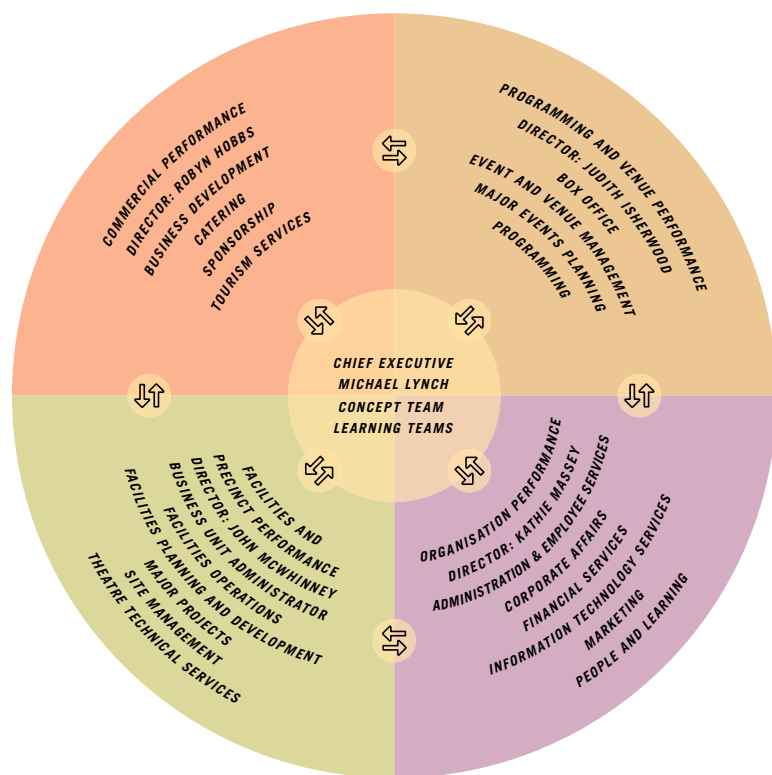 COMMERCIAL PERFORMANCE
DIRECTOR: ROBYN HOBBS
BUSINESS DEVELOPMENT
CATERING
SPONSORSHIP
TOURISM SERVICES
PROGRAMMING AND VENUE PERFORMANCE
DIRECTOR: JUDITH ISHERWOOD
BOX OFFICE
EVENT AND VENUE MANAGEMENT
MAJOR EVENTS PLANNING
PROGRAMMING
CHIEF EXECUTIVE
MICHAEL LYNCH
CONCEPT TEAM
LEARNING TEAMS
FACILITIES AND
PRECINCT PERFORMANCE
DIRECTOR: JOHN MCWHINNEY
BUSINESS UNIT ADMINISTRATOR
FACILITIES OPERATIONS
FACILITIES PLANNING AND DEVELOPMENT
MAJOR PROJECTS
SITE MANAGEMENT
THEATRE TECHNICAL SERVICES
ORGANISATION PERFORMANCE
DIRECTOR: KATHIE MASSEY
ADMINISTRATION & EMPLOYEE SERVICES
CORPORATE AFFAIRS
FINANCIAL SERVICES
INFORMATION TECHNOLOGY SERVICES
MARKETING
PEOPLE AND LEARNING